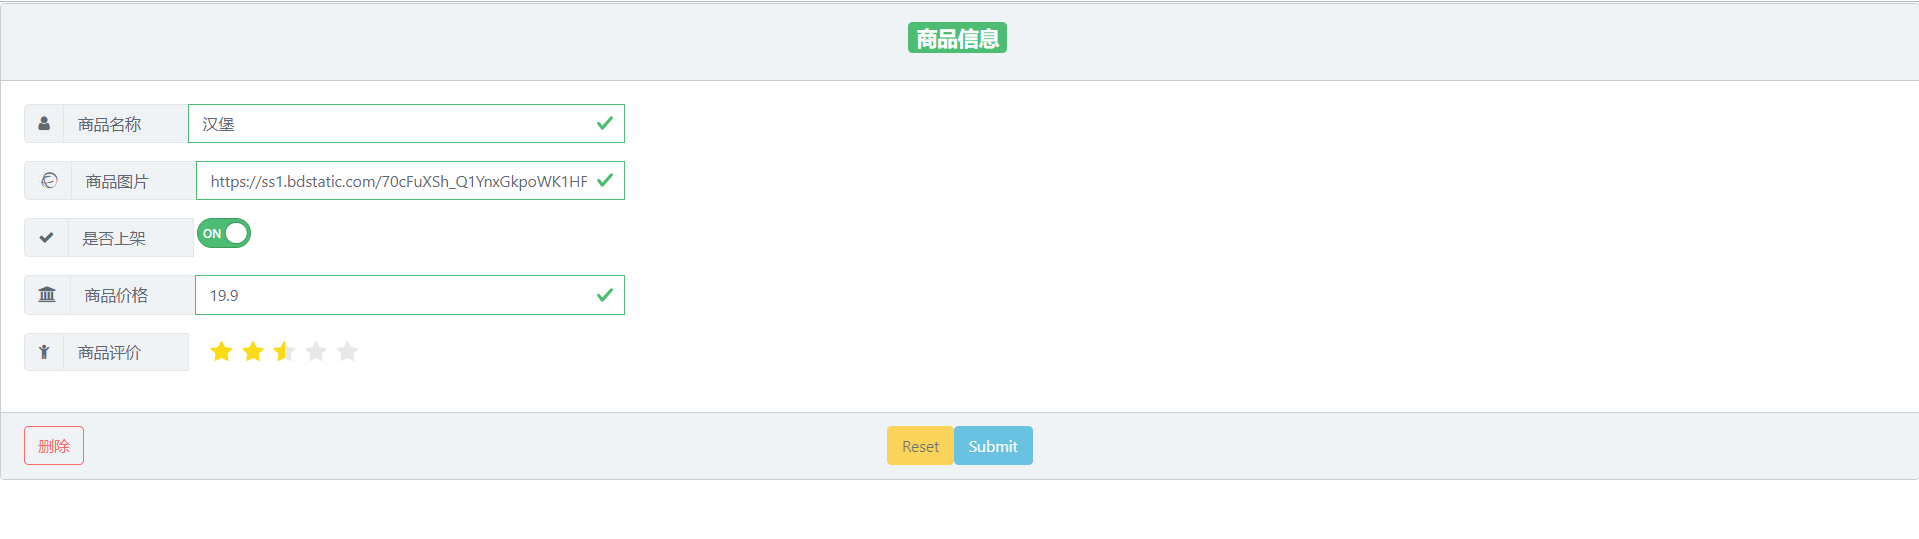 商品信息
商品名称 汉堡
商品图片 https://ss1.bdstatic.com/70cFuXSh_Q1YnxGkpoWK1HF
是否上架 ON
商品价格 19.9
商品评价
删除 Reset Submit